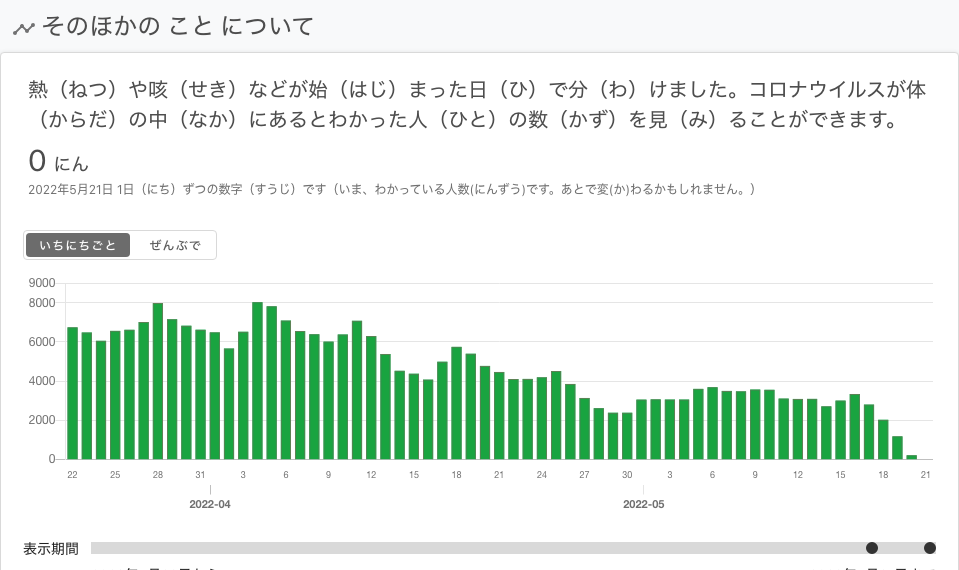 そのほかの こと について
熱（ねつ）や咳（せき）などが始（はじ）まった日（ひ）で分（わ）けました。コロナウイルスが体
（からだ）の中（なか）にあるとわかった人（ひと）の数（かず）を見（み）ることができます。
0 にん
2022年5月21日 1日（にち）ずつの数字（すうじ）です（いま、わかっている人数(にんずう)です。あとで変(か)わるかもしれません。）
いちにちごと ぜんぶで
9000
8000
6000
4000
2000
0
22 25 28 31 3 6 9 12 15 18 21 24 27 30 3 6 9 12 15 18 21
2022-04 2022-05
表示期間